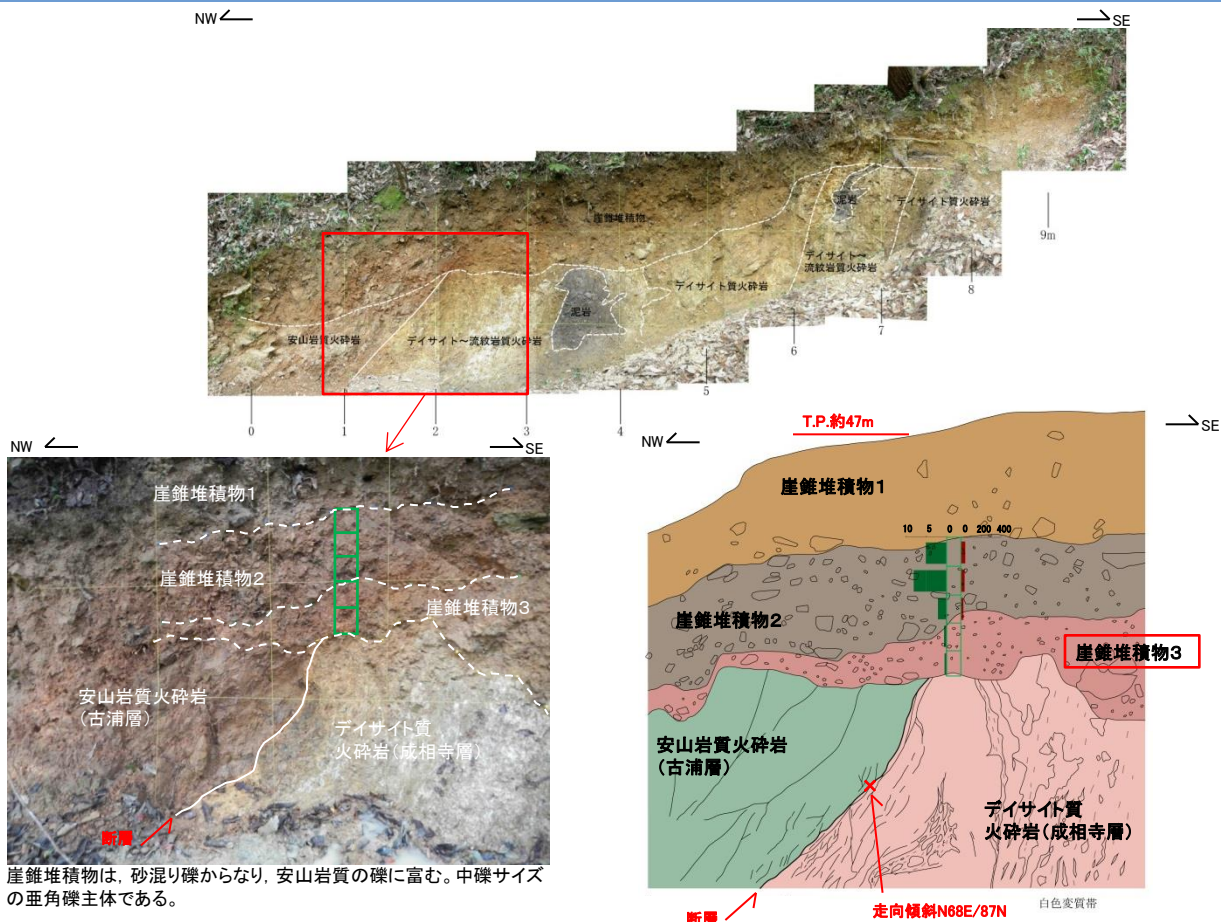 NW
SE
崖錐堆積物
泥岩
デイサイト質火砕岩
デイサイト〜
流紋岩質火砕岩
デイサイト質火砕岩
泥岩
安山岩質火砕岩
デイサイト〜流紋岩質火砕岩
0
1
2
3
4
5
6
7
8
9m
NW
SE
崖錐堆積物1
崖錐堆積物2
崖錐堆積物3
安山岩質火砕岩
(古浦層)
デイサイト質
火砕岩(成相寺層)
断層
崖錐堆積物は,砂混り礫からなり,安山岩質の礫に富む。中礫サイズ
の亜角礫主体である。
T.P.約47m
NW
SE
崖錐堆積物1
10 5 0 0 200 400
崖錐堆積物2
崖錐堆積物3
安山岩質火砕岩
(古浦層)
デイサイト質
火砕岩(成相寺層)
白色変質帯
断層
走向傾斜N68E/87N